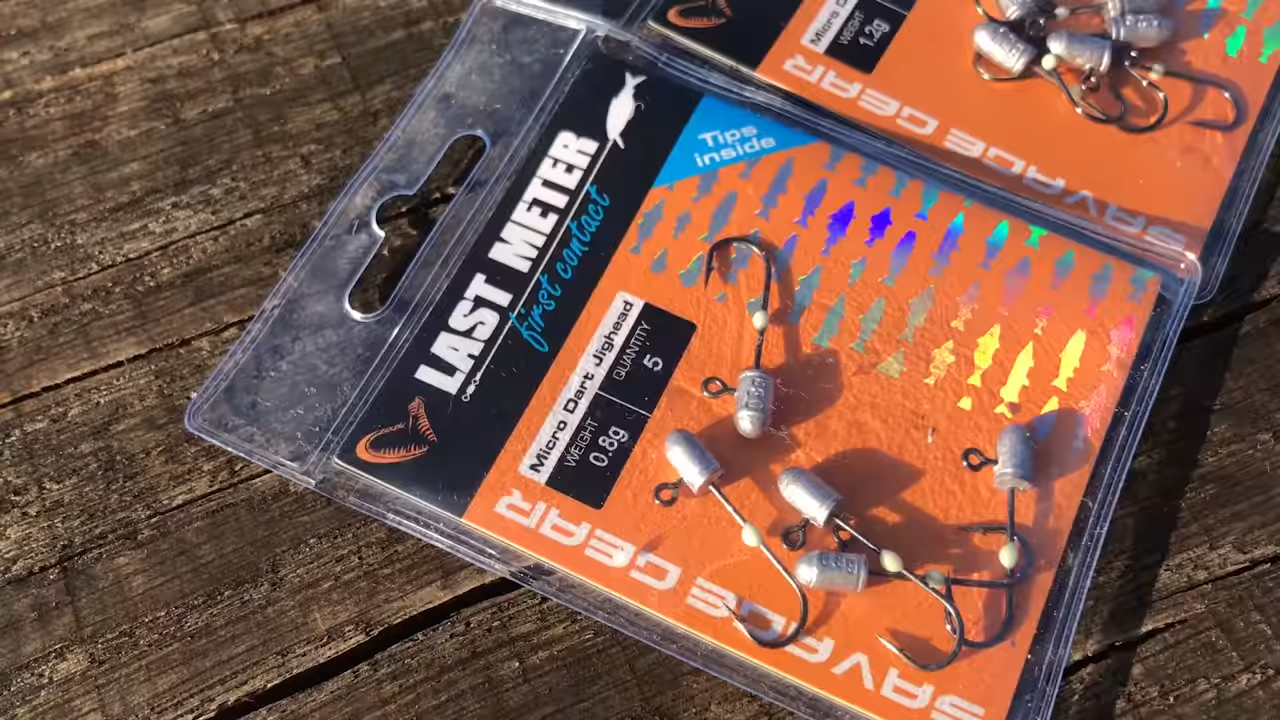 LAST METER
first contact
Tips
inside
Micro Dart Jighead
WEIGHT
0.8g
QUANTITY
5
SAVAGE GEAR
WEIGHT
1.2g
SAVAGE GEAR